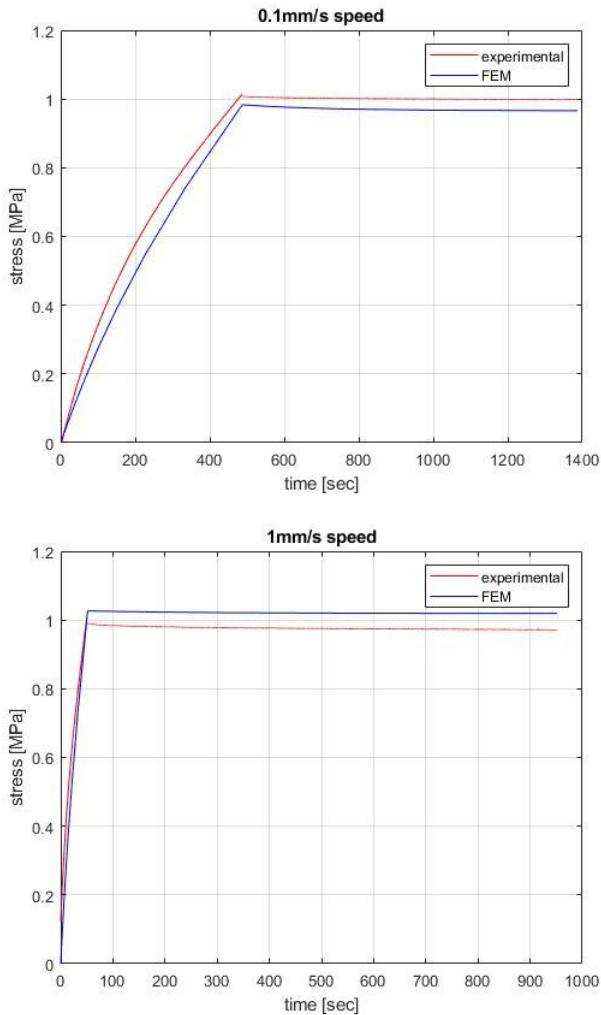 0.1mm/s speed
1.2
experimental
FEM
1
0.8
0.6
0.4
0.2
0
stress [MPa]
0 200 400 600 800 1000 1200 1400
time [sec]
1mm/s speed
1.2
experimental
FEM
1
0.8
0.6
0.4
0.2
0
stress [MPa]
0 100 200 300 400 500 600 700 800 900 1000
time [sec]